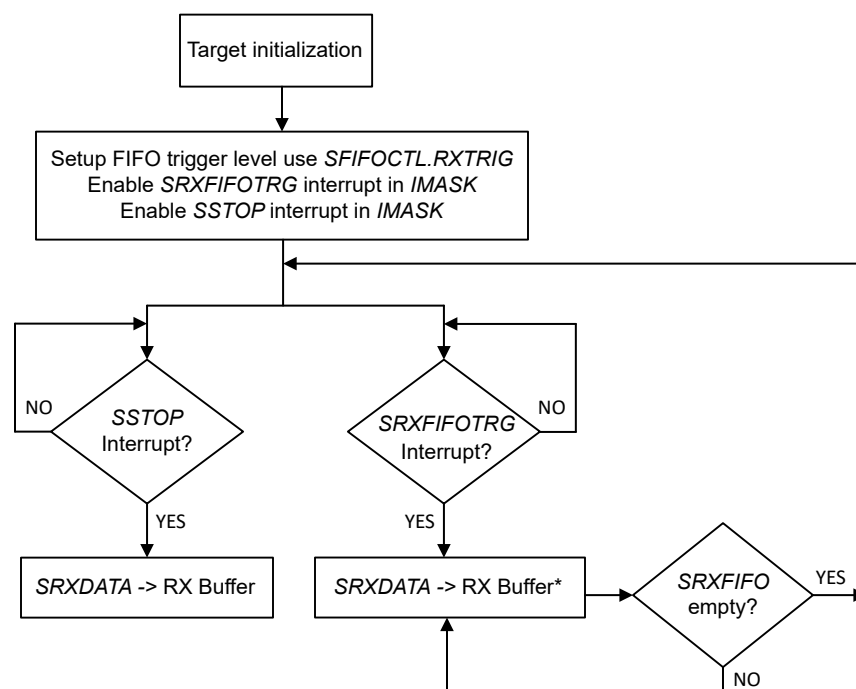 Target initialization
Setup FIFO trigger level use SFIFOCTL.RXTRIG
Enable SRXFIFOTRG interrupt in IMASK
Enable SSTOP interrupt in IMASK
NO
SSTOP
Interrupt?
YES
SRXDATA -> RX Buffer
SRXFIFOTRG
Interrupt?
NO
YES
SRXDATA -> RX Buffer*
SRXFIFO
empty?
YES
NO